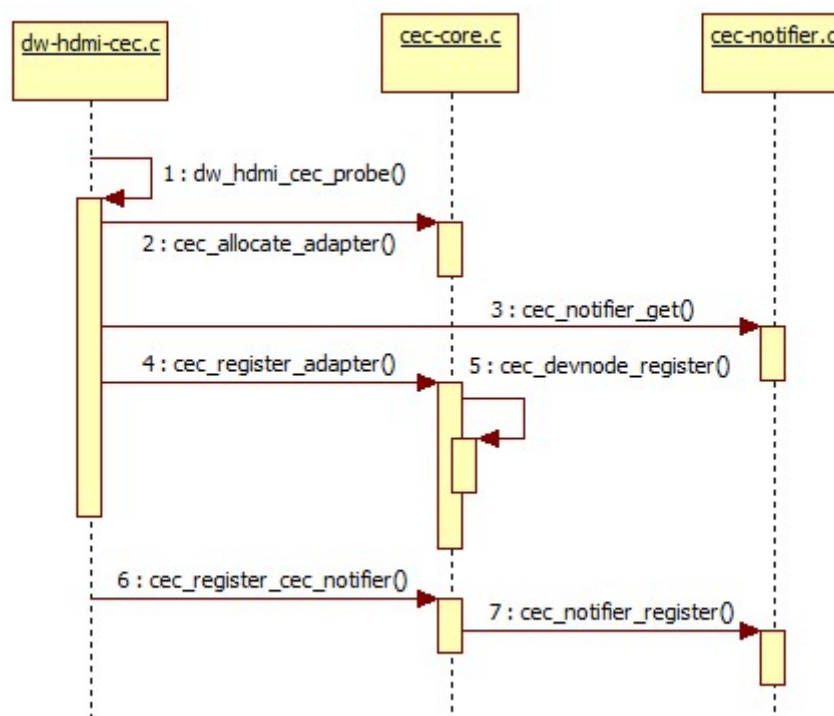 dw-hdmi-cec.c
cec-core.c
cec-notifier.c
1 : dw_hdmi_cec_probe()
2 : cec_allocate_adapter()
3 : cec_notifier_get()
4 : cec_register_adapter()
5 : cec_devnode_register()
6 : cec_register_cec_notifier()
7 : cec_notifier_register()